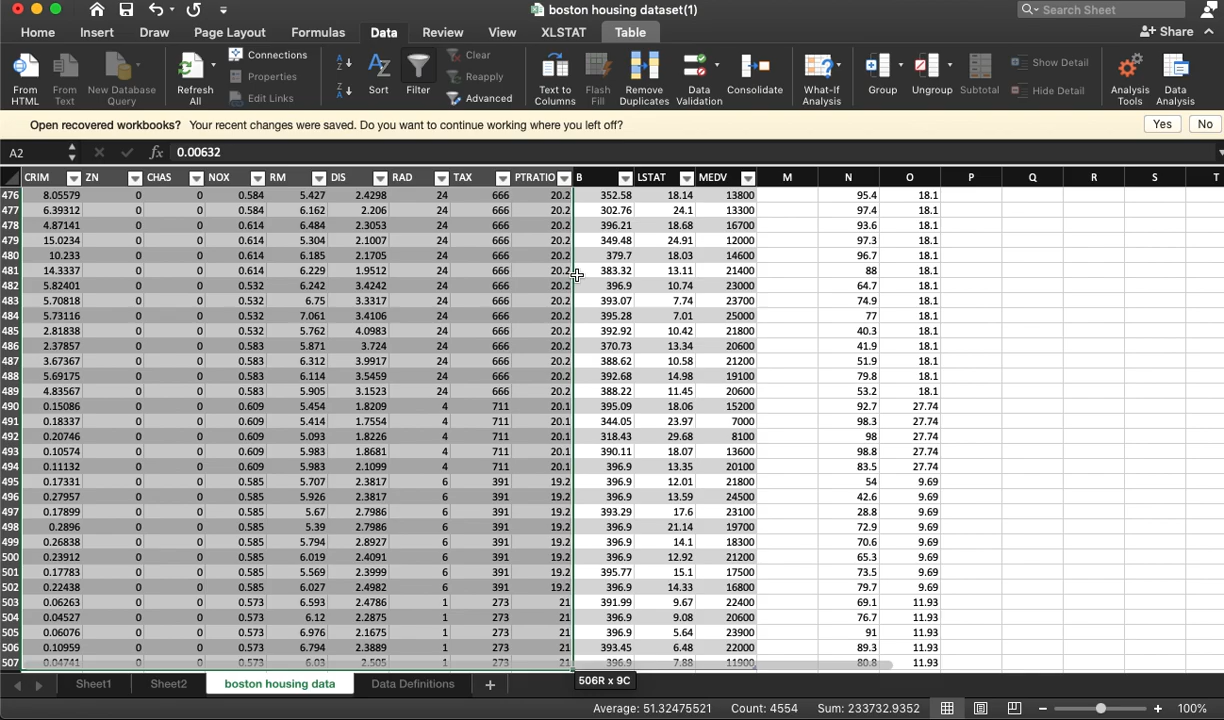 boston housing dataset(1)
Search Sheet
Home Insert Draw Page Layout Formulas Data Review View XLSTAT Table Share
From HTML From Text New Database Query Refresh All Connections Properties Edit Links Sort Filter Clear Reapply Advanced Text to Columns Flash Fill Remove Duplicates Data Validation Consolidate What-If Analysis Group Ungroup Subtotal Show Detail Hide Detail Analysis Tools Data Analysis
Open recovered workbooks? Your recent changes were saved. Do you want to continue working where you left off? Yes No
A2 fx 0.00632
CRIM ZN CHAS NOX RM DIS RAD TAX PTRATIO B LSTAT MEDV M N O P Q R S T
476 8.05579 0 0 0.584 5.427 2.4298 24 666 20.2 352.58 18.14 13800 95.4 18.1
477 6.39312 0 0 0.584 6.162 2.206 24 666 20.2 302.76 24.1 13300 97.4 18.1
478 4.87141 0 0 0.614 6.484 2.3053 24 666 20.2 396.21 18.68 16700 93.6 18.1
479 15.0234 0 0 0.614 5.304 2.1007 24 666 20.2 349.48 24.91 12000 97.3 18.1
480 10.233 0 0 0.614 6.185 2.1705 24 666 20.2 379.7 18.03 14600 96.7 18.1
481 14.3337 0 0 0.614 6.229 1.9512 24 666 20.2 383.32 13.11 21400 88 18.1
482 5.82401 0 0 0.532 6.242 3.4242 24 666 20.2 396.9 10.74 23000 64.7 18.1
483 5.70818 0 0 0.532 6.75 3.3317 24 666 20.2 393.07 7.74 23700 74.9 18.1
484 5.73116 0 0 0.532 7.061 3.4106 24 666 20.2 395.28 7.01 25000 77 18.1
485 2.81838 0 0 0.532 5.762 4.0983 24 666 20.2 392.92 10.42 21800 40.3 18.1
486 2.37857 0 0 0.583 5.871 3.724 24 666 20.2 370.73 13.34 20600 41.9 18.1
487 3.67367 0 0 0.583 6.312 3.9917 24 666 20.2 388.62 10.58 21200 51.9 18.1
488 5.69175 0 0 0.583 6.114 3.5459 24 666 20.2 392.68 14.98 19100 79.8 18.1
489 4.83567 0 0 0.583 5.905 3.1523 24 666 20.2 388.22 11.45 20600 53.2 18.1
490 0.15086 0 0 0.609 5.454 1.8209 4 711 20.1 395.09 18.06 15200 92.7 27.74
491 0.18337 0 0 0.609 5.414 1.7554 4 711 20.1 344.05 23.97 7000 98.3 27.74
492 0.20746 0 0 0.609 5.093 1.8226 4 711 20.1 318.43 29.68 8100 98 27.74
493 0.10574 0 0 0.609 5.983 1.8681 4 711 20.1 390.11 18.07 13600 98.8 27.74
494 0.11132 0 0 0.609 5.983 2.1099 4 711 20.1 396.9 13.35 20100 83.5 27.74
495 0.17331 0 0 0.585 5.707 2.3817 6 391 19.2 396.9 12.01 21800 54 9.69
496 0.27957 0 0 0.585 5.926 2.3817 6 391 19.2 396.9 13.59 24500 42.6 9.69
497 0.17899 0 0 0.585 5.67 2.7986 6 391 19.2 393.29 17.6 23100 28.8 9.69
498 0.2896 0 0 0.585 5.39 2.7986 6 391 19.2 396.9 21.14 19700 72.9 9.69
499 0.26838 0 0 0.585 5.794 2.8927 6 391 19.2 396.9 14.1 18300 70.6 9.69
500 0.23912 0 0 0.585 6.019 2.4091 6 391 19.2 396.9 12.92 21200 65.3 9.69
501 0.17783 0 0 0.585 5.569 2.3999 6 391 19.2 395.77 15.1 17500 73.5 9.69
502 0.22438 0 0 0.585 6.027 2.4982 6 391 19.2 396.9 14.33 16800 79.7 9.69
503 0.06263 0 0 0.573 6.593 2.4786 1 273 21 391.99 9.67 22400 69.1 11.93
504 0.04527 0 0 0.573 6.12 2.2875 1 273 21 396.9 9.08 20600 76.7 11.93
505 0.06076 0 0 0.573 6.976 2.1675 1 273 21 396.9 5.64 23900 91 11.93
506 0.10959 0 0 0.573 6.794 2.3889 1 273 21 393.45 6.48 22000 89.3 11.93
507 0.04741 0 0 0.573 6.03 2.505 1 273 21 396.9 7.88 11900 80.8 11.93
506R x 9C
Sheet1 Sheet2 boston housing data Data Definitions
Average: 51.32475521 Count: 4554 Sum: 233732.9352 100%